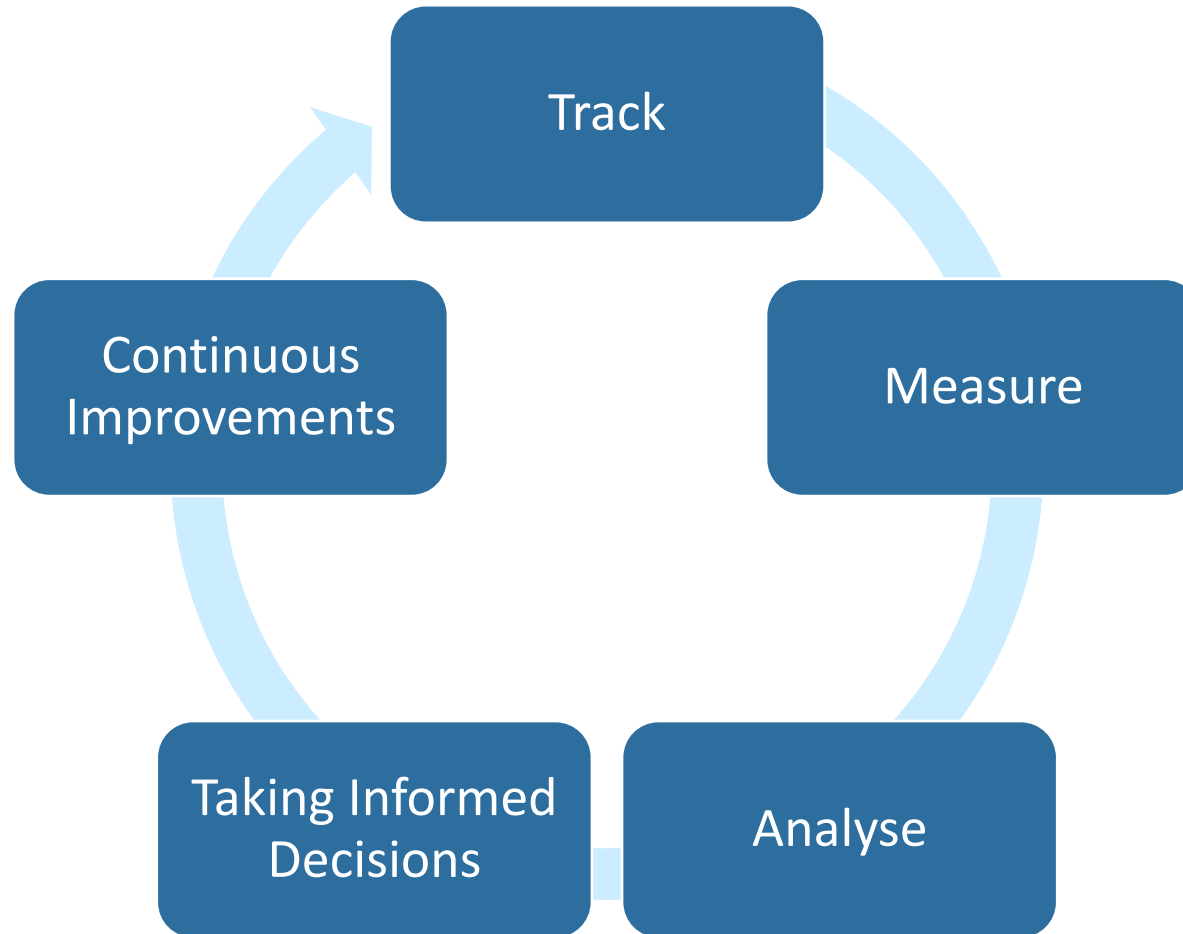 Track
Measure
Analyse
Taking Informed
Decisions
Continuous
Improvements